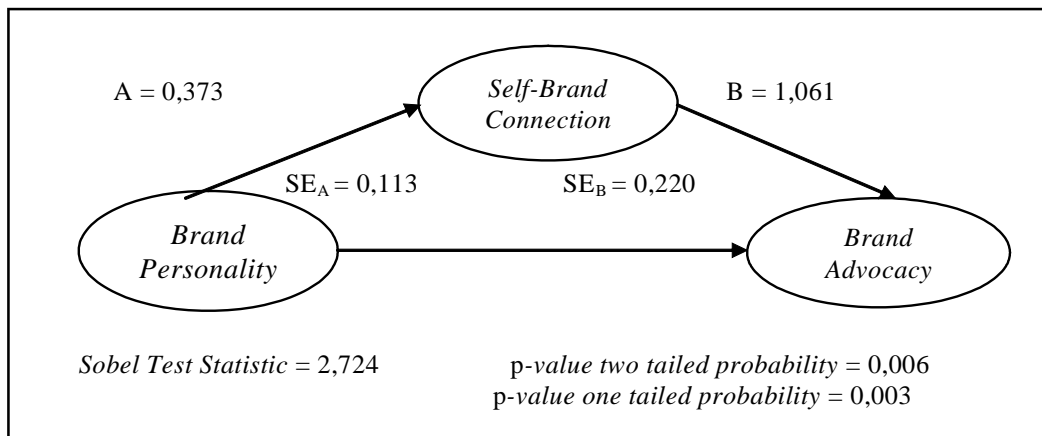 A = 0,373
Self-Brand
Connection
B = 1,061
SEA = 0,113
SEB = 0,220
Brand
Personality
Brand
Advocacy
Sobel Test Statistic = 2,724
p-value two tailed probability = 0,006
p-value one tailed probability = 0,003